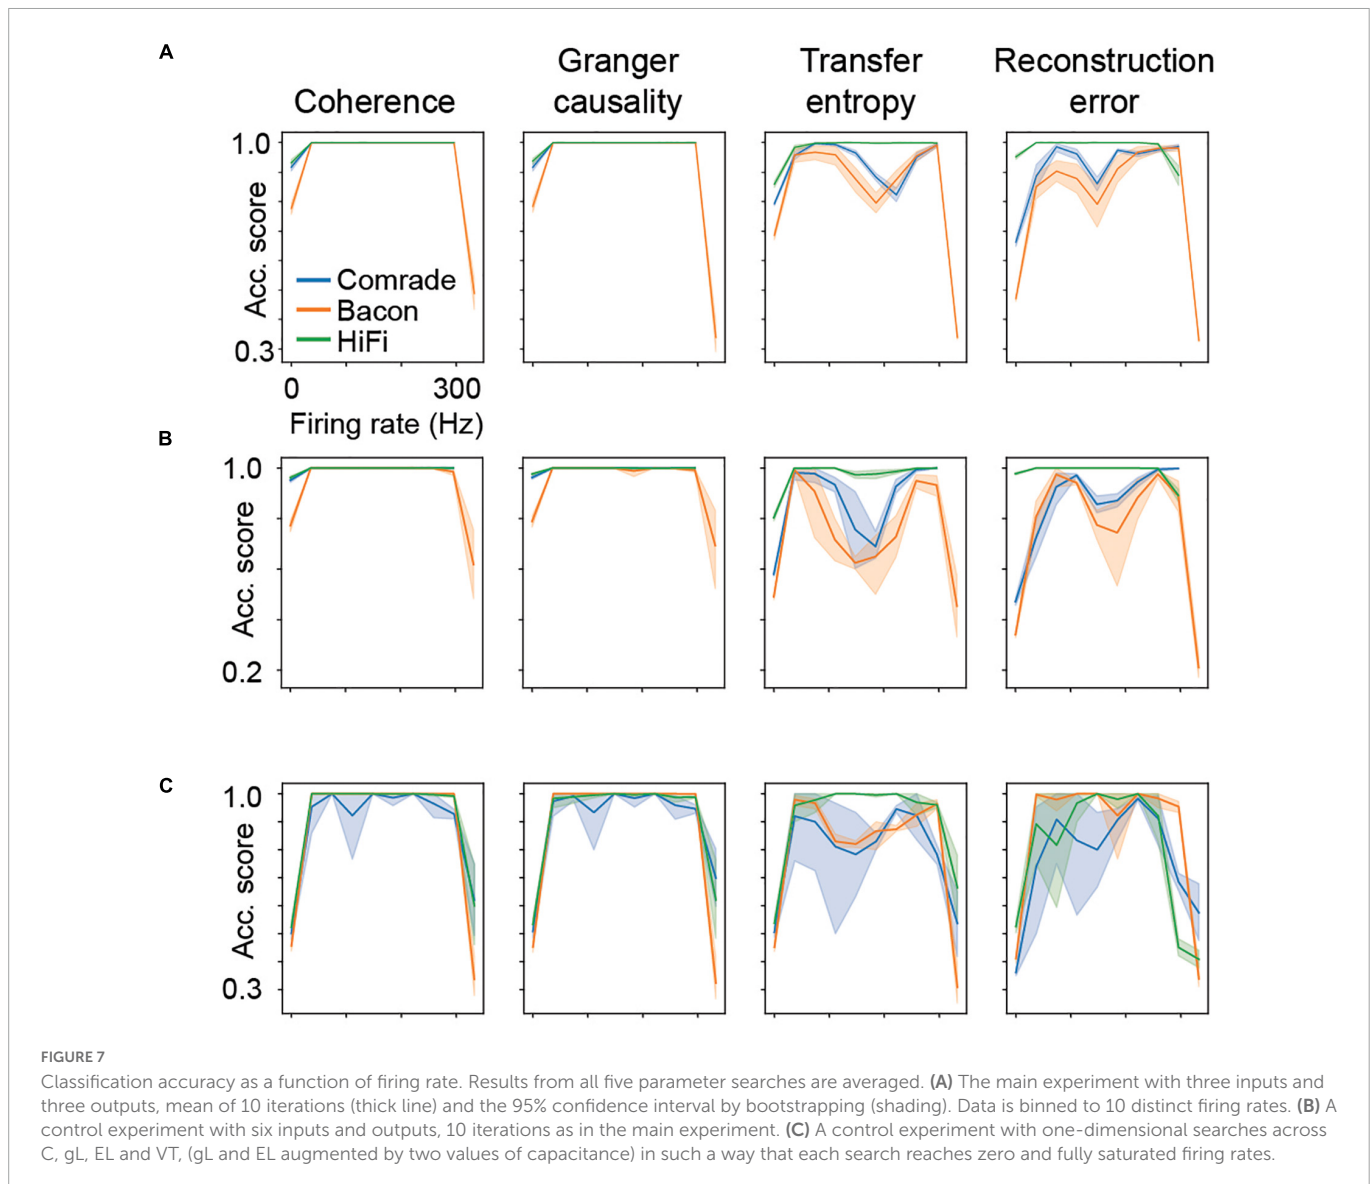 A
Coherence
Granger
causality
Transfer
entropy
Reconstruction
error
1.0
Acc. score
0.3
Comrade
Bacon
HiFi
0
300
Firing rate (Hz)
B
1.0
Acc. score
0.2
C
1.0
Acc. score
0.3
FIGURE 7
Classification accuracy as a function of firing rate. Results from all five parameter searches are averaged. (A) The main experiment with three inputs and
three outputs, mean of 10 iterations (thick line) and the 95% confidence interval by bootstrapping (shading). Data is binned to 10 distinct firing rates. (B) A
control experiment with six inputs and outputs, 10 iterations as in the main experiment. (C) A control experiment with one-dimensional searches across
C, gL, EL and VT, (gL and EL augmented by two values of capacitance) in such a way that each search reaches zero and fully saturated firing rates.